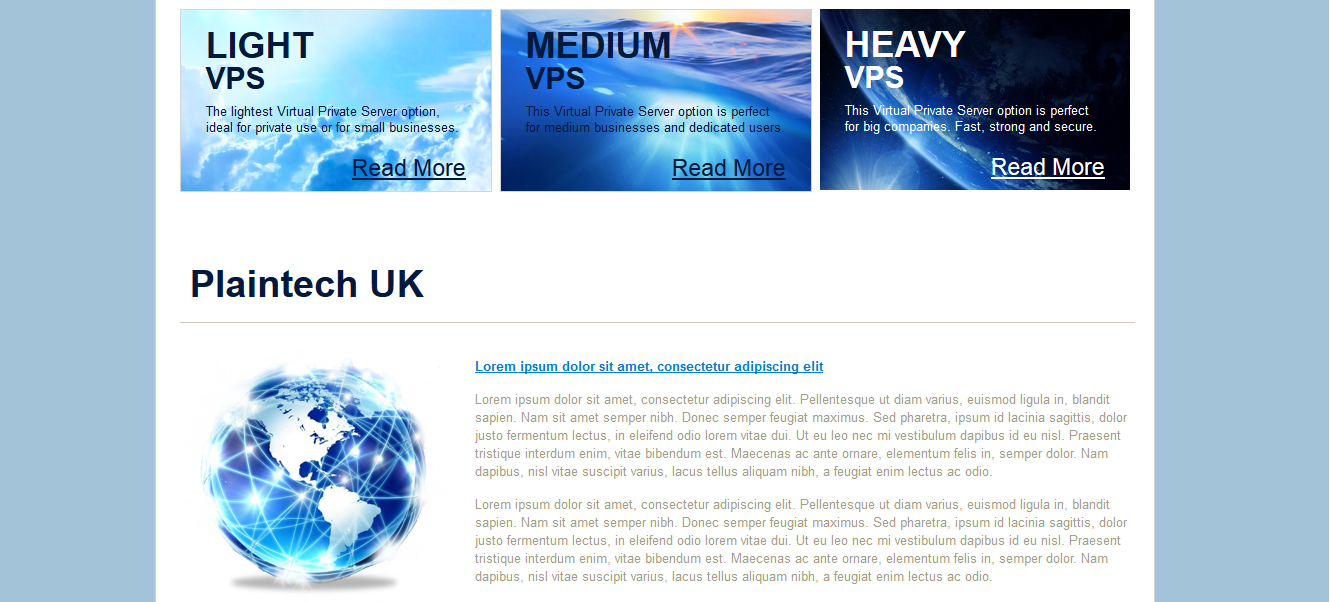 LIGHT
VPS
The lightest Virtual Private Server option,
ideal for private use or for small businesses.
Read More
MEDIUM
VPS
This Virtual Private Server option is perfect
for medium businesses and dedicated users.
Read More
HEAVY
VPS
This Virtual Private Server option is perfect
for big companies. Fast, strong and secure.
Read More
Plaintech UK
Lorem ipsum dolor sit amet, consectetur adipiscing elit
Lorem ipsum dolor sit amet, consectetur adipiscing elit. Pellentesque ut diam varius, euismod ligula in, blandit
sapien. Nam sit amet semper nibh. Donec semper feugiat maximus. Sed pharetra, ipsum id lacinia sagittis, dolor
justo fermentum lectus, in eleifend odio lorem vitae dui. Ut eu leo nec mi vestibulum dapibus id eu nisl. Praesent
tristique interdum enim, vitae bibendum est. Maecenas ac ante ornare, elementum felis in, semper dolor. Nam
dapibus, nisl vitae suscipit varius, lacus tellus aliquam nibh, a feugiat enim lectus ac odio.
Lorem ipsum dolor sit amet, consectetur adipiscing elit. Pellentesque ut diam varius, euismod ligula in, blandit
sapien. Nam sit amet semper nibh. Donec semper feugiat maximus. Sed pharetra, ipsum id lacinia sagittis, dolor
justo fermentum lectus, in eleifend odio lorem vitae dui. Ut eu leo nec mi vestibulum dapibus id eu nisl. Praesent
tristique interdum enim, vitae bibendum est. Maecenas ac ante ornare, elementum felis in, semper dolor. Nam
dapibus, nisl vitae suscipit varius, lacus tellus aliquam nibh, a feugiat enim lectus ac odio.